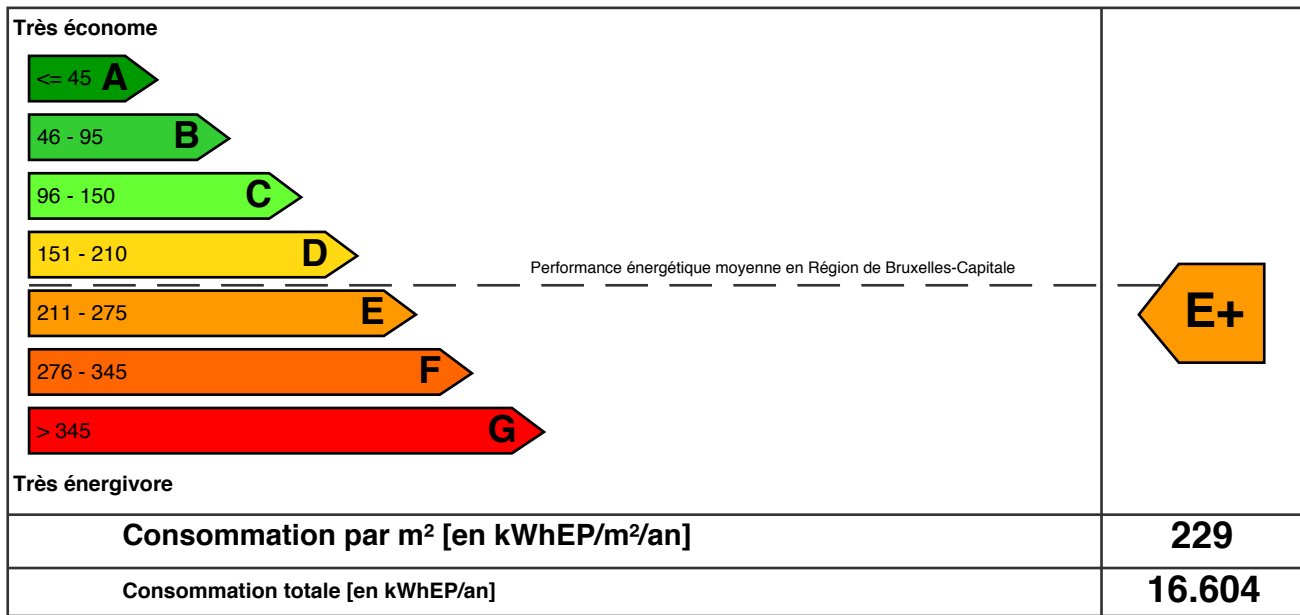 Très économe
<= 45 A
46 - 95 B
96 - 150 C
151 - 210 D
Performance énergétique moyenne en Région de Bruxelles-Capitale
211 - 275 E
E+
276 - 345 F
> 345 G
Très énergivore
Consommation par m² [en kWhEP/m²/an] 229
Consommation totale [en kWhEP/an] 16.604